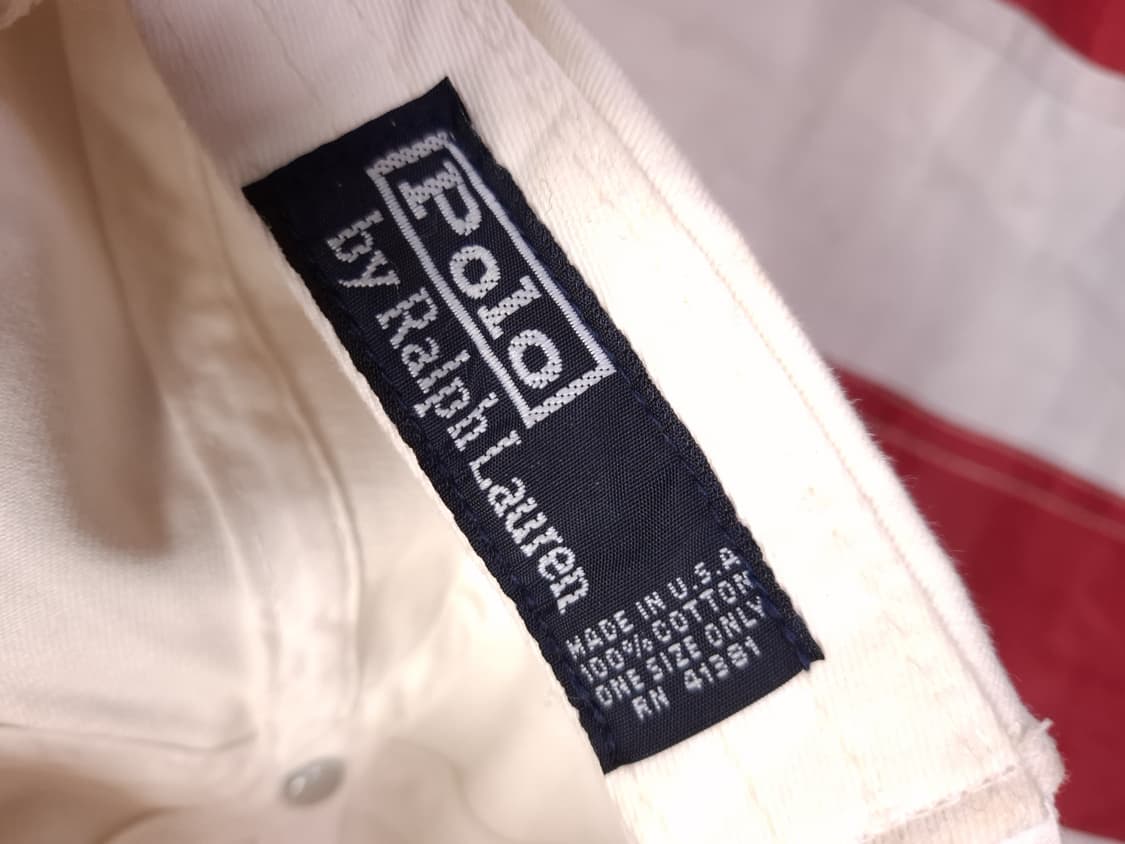 Polo
by Ralph Lauren
MADE IN U.S.A
100% COTTON
ONE SIZE ONLY
RN 41381